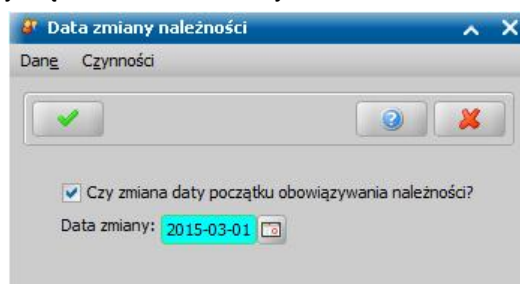 Data zmiany należności
Dane Czynności
Czy zmiana daty początku obowiązywania należności?
Data zmiany: 2015-03-01